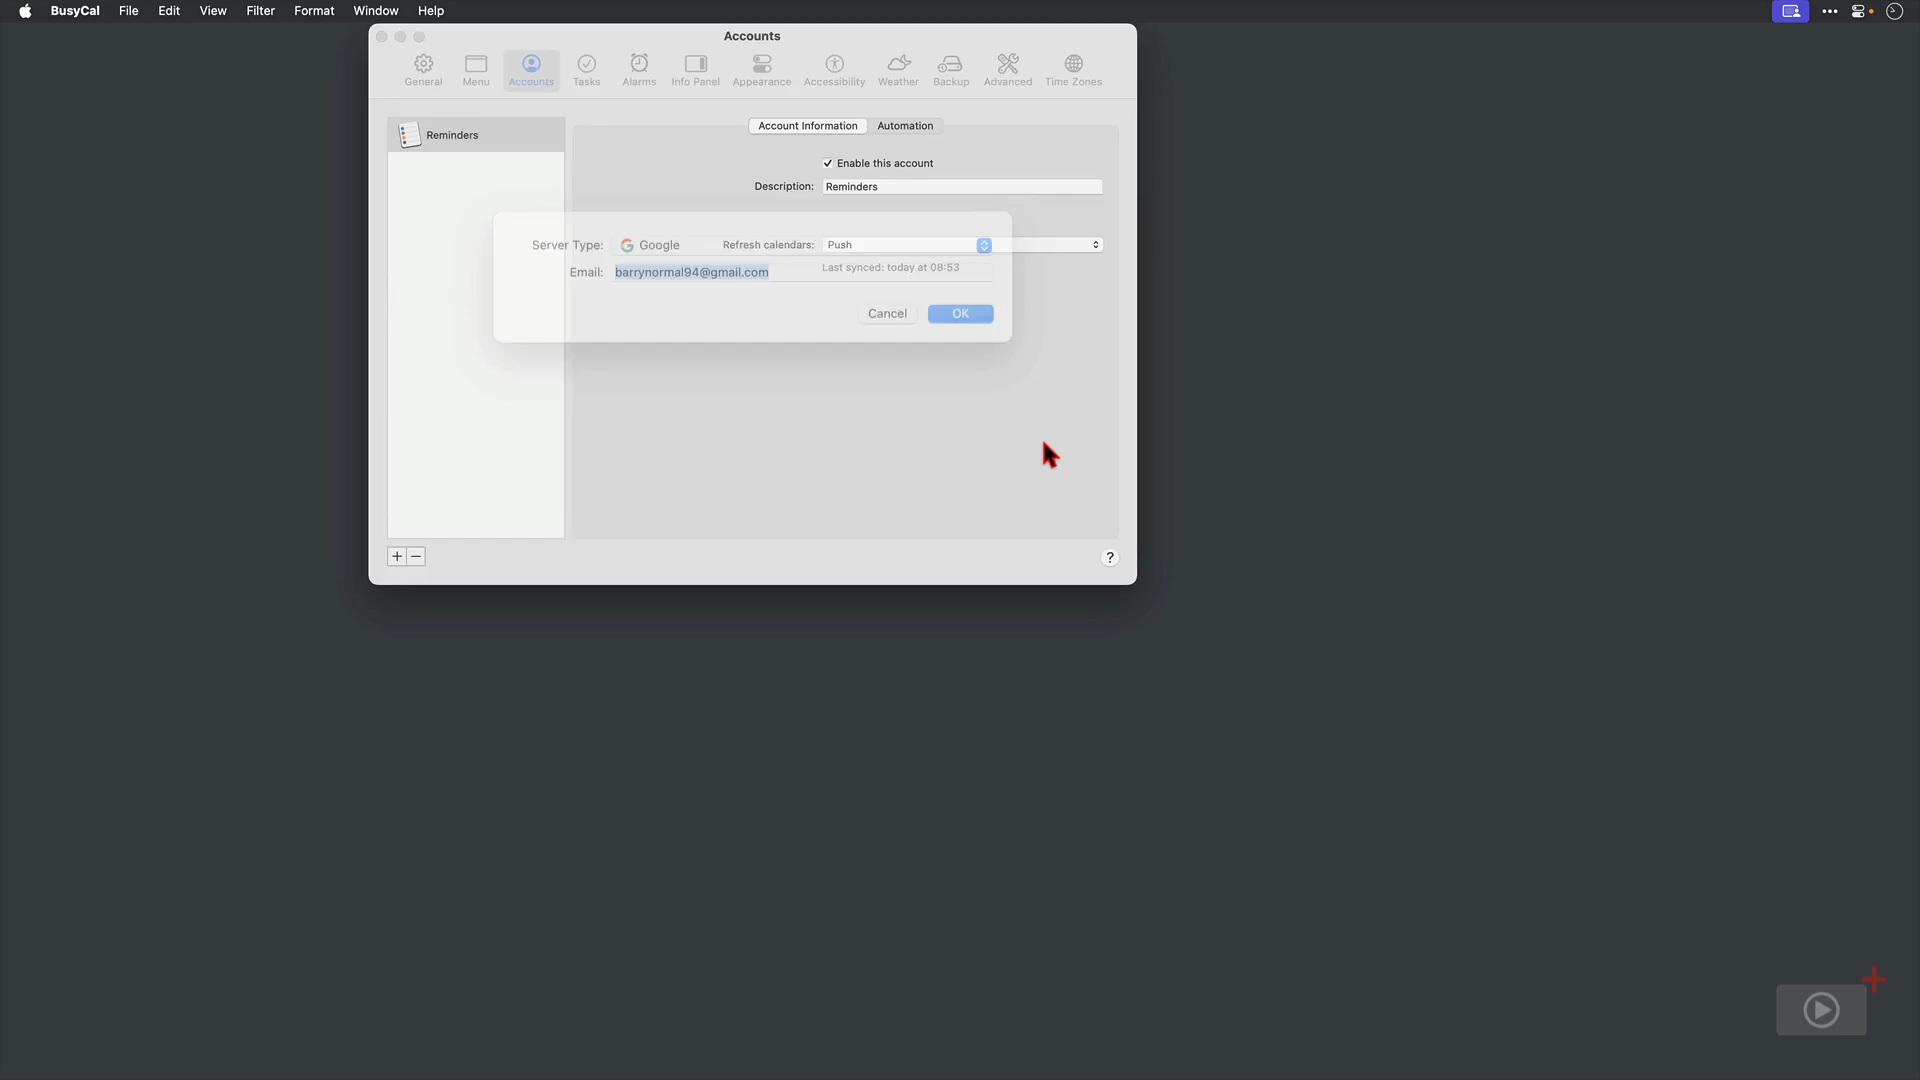 BusyCal File Edit View Filter Format Window Help
Accounts
General Menu Accounts Tasks Alarms Info Panel Appearance Accessibility Weather Backup Advanced Time Zones
Reminders
Account Information Automation
Enable this account
Description: Reminders
Server Type: Google
Refresh calendars: Push
Email: barrynormal94@gmail.com
Last synced: today at 08:53
Cancel OK
+ −
?